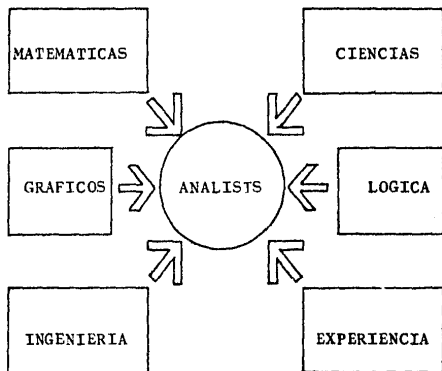 MATEMATICAS
CIENCIAS
GRAFICOS
ANALISTS
LOGICA
INGENIERIA
EXPERIENCIA